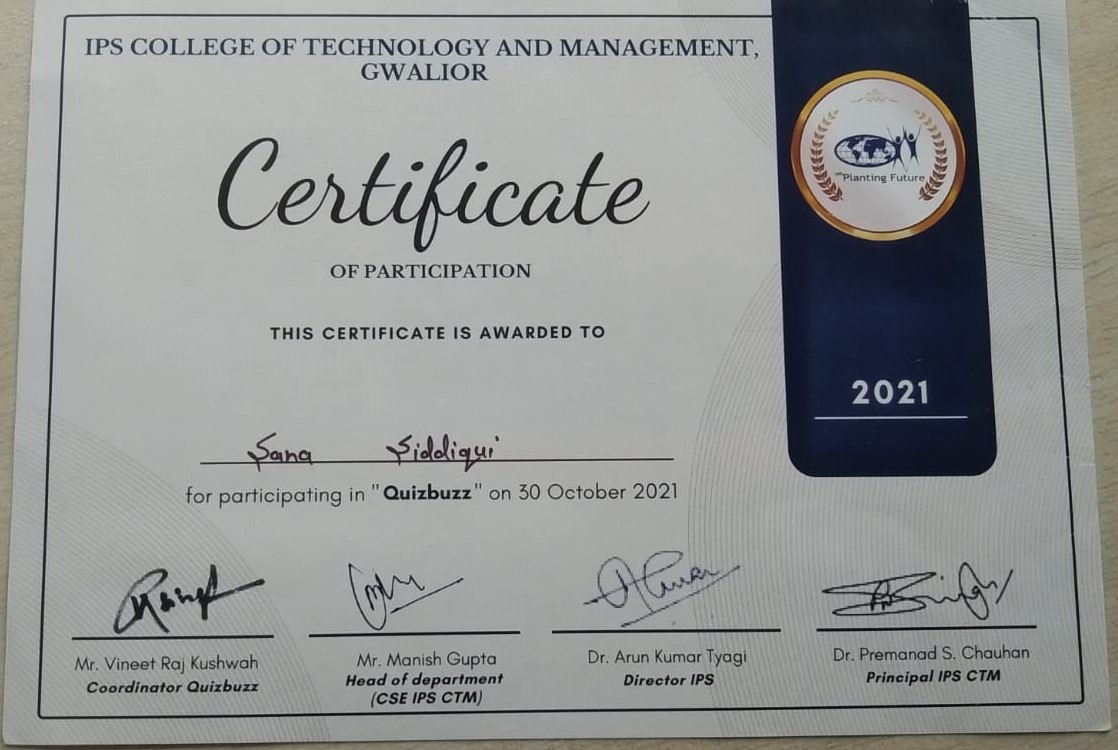 IPS COLLEGE OF TECHNOLOGY AND MANAGEMENT,
GWALIOR
Planting Future
Certificate
OF PARTICIPATION
THIS CERTIFICATE IS AWARDED TO
2021
Sana Siddiqui
for participating in "Quizbuzz" on 30 October 2021
Mr. Vineet Raj Kushwah
Coordinator Quizbuzz
Mr. Manish Gupta
Head of department
(CSE IPS CTM)
Dr. Arun Kumar Tyagi
Director IPS
Dr. Premanad S. Chauhan
Principal IPS CTM